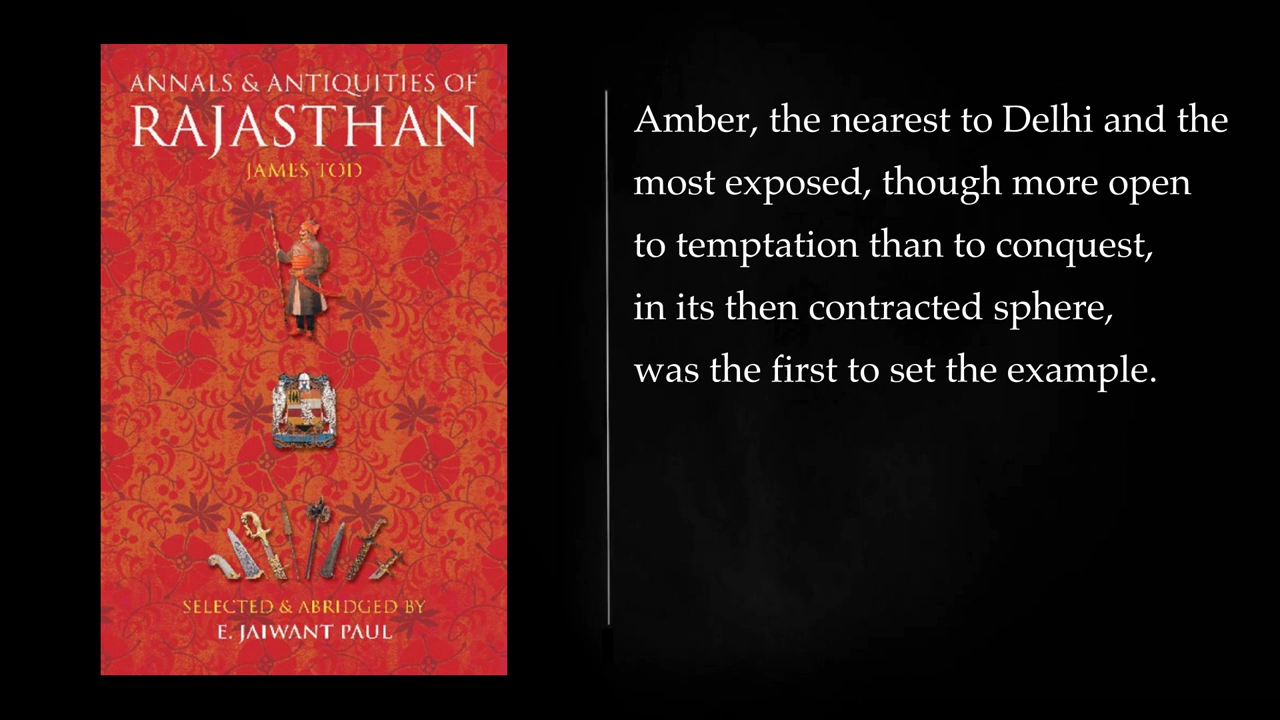 ANNALS & ANTIQUITIES OF
RAJASTHAN
JAMES TOD
SELECTED & ABRIDGED BY
E. JAIWANT PAUL
Amber, the nearest to Delhi and the
most exposed, though more open
to temptation than to conquest,
in its then contracted sphere,
was the first to set the example.